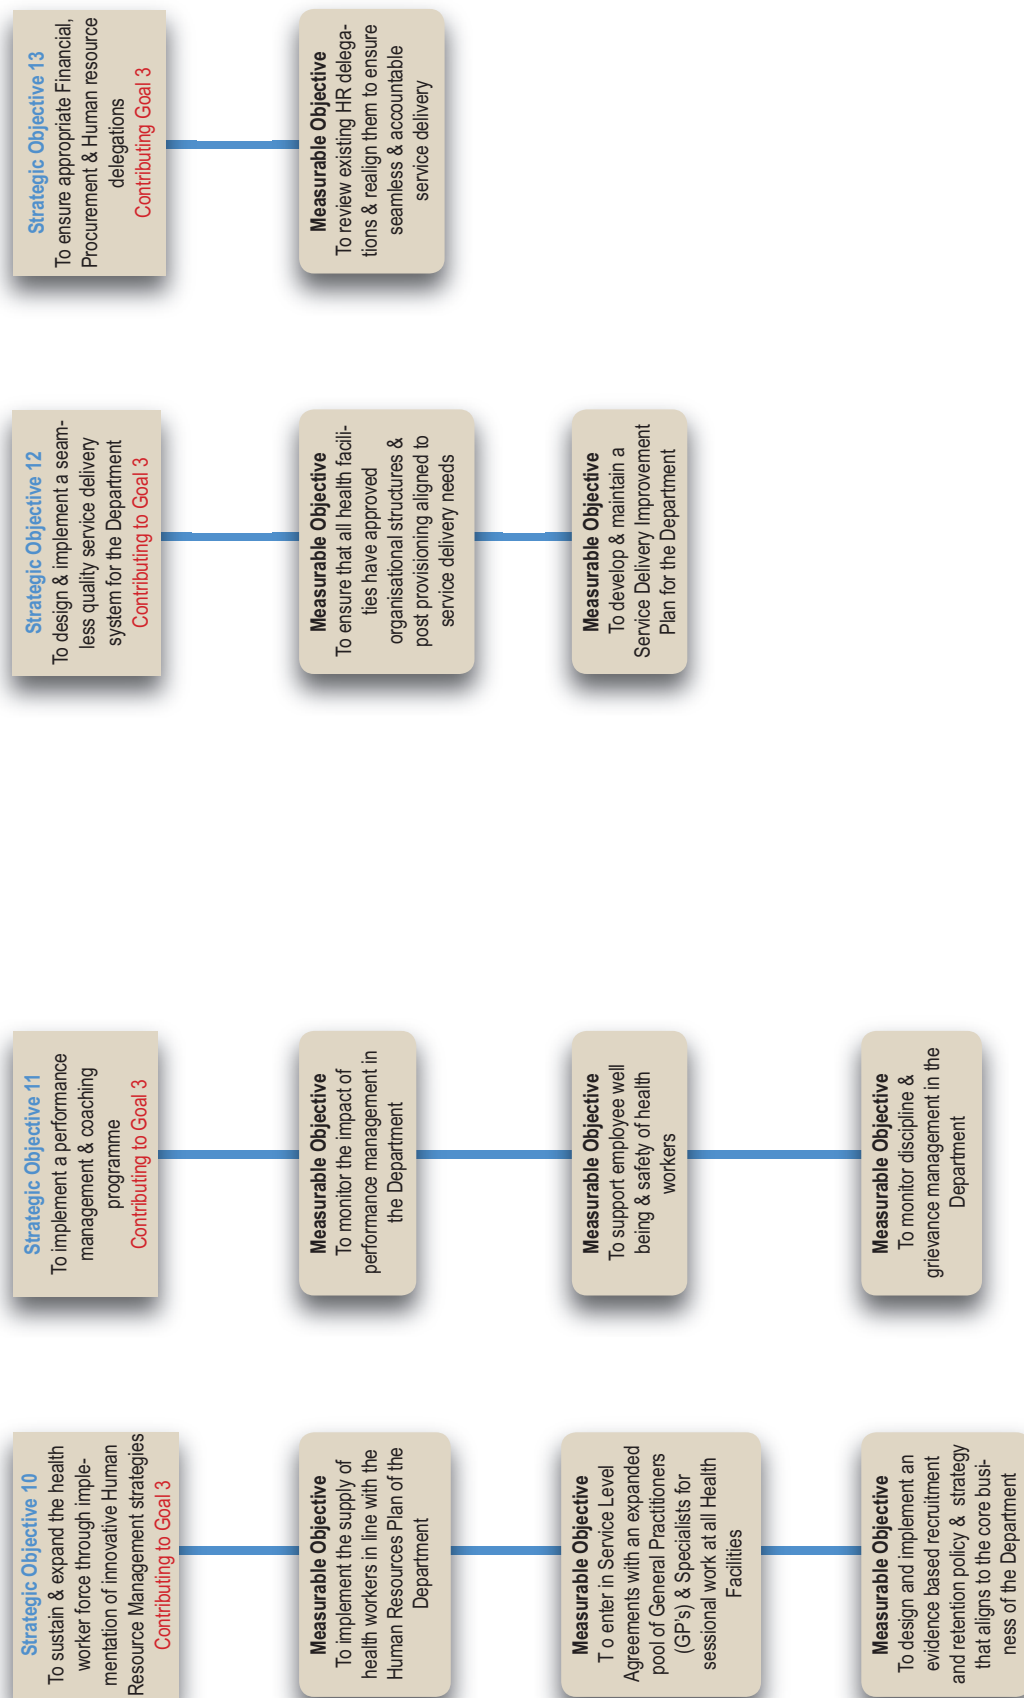 Strategic Objective 10
To sustain & expand the health
worker force through imple-
mentation of innovative Human
Resource Management strategies
Contributing to Goal 3
Measurable Objective
To implement the supply of
health workers in line with the
Human Resources Plan of the
Department
Measurable Objective
T o enter in Service Level
Agreements with an expanded
pool of General Practitioners
(GP's) & Specialists for
sessional work at all Health
Facilities
Measurable Objective
To design and implement an
evidence based recruitment
and retention policy & strategy
that aligns to the core busi-
ness of the Department
Strategic Objective 11
To implement a performance
management & coaching
programme
Contributing to Goal 3
Measurable Objective
To monitor the impact of
performance management in
the Department
Measurable Objective
To support employee well
being & safety of health
workers
Measurable Objective
To monitor discipline &
grievance management in the
Department
Strategic Objective 12
To design & implement a seam-
less quality service delivery
system for the Department
Contributing to Goal 3
Measurable Objective
To ensure that all health facili-
ties have approved
organisational structures &
post provisioning aligned to
service delivery needs
Measurable Objective
To develop & maintain a
Service Delivery Improvement
Plan for the Department
Strategic Objective 13
To ensure appropriate Financial,
Procurement & Human resource
delegations
Contributing Goal 3
Measurable Objective
To review existing HR delega-
tions & realign them to ensure
seamless & accountable
service delivery